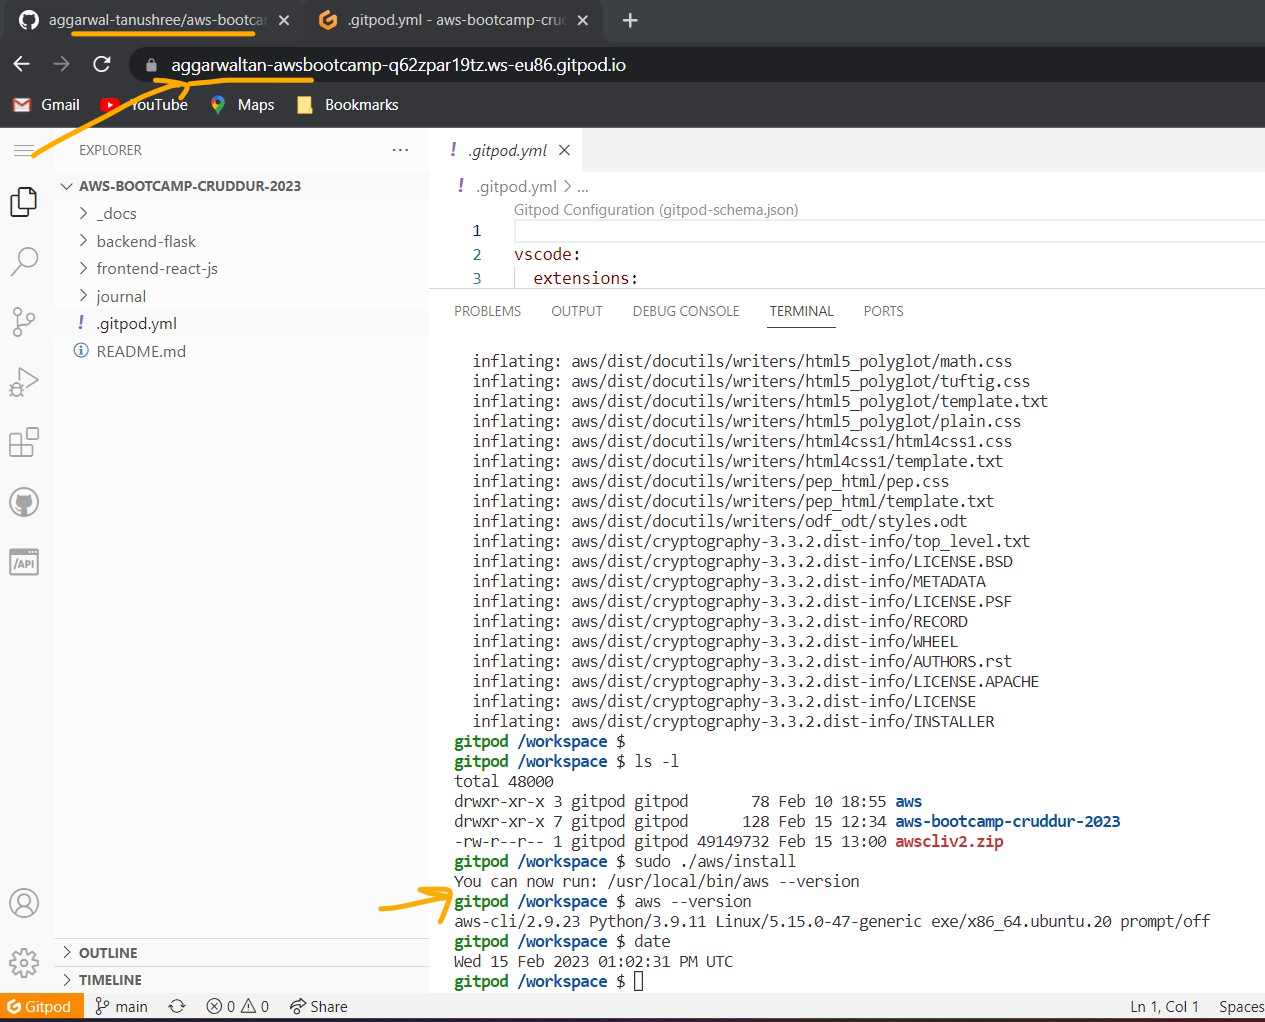 aggarwal-tanushree/aws-bootca
.gitpod.yml - aws-bootcamp-cru
aggarwaltan-awsbootcamp-q62zpar19tz.ws-eu86.gitpod.io
Gmail YouTube Maps Bookmarks
EXPLORER ...
AWS-BOOTCAMP-CRUDDUR-2023
_docs
backend-flask
frontend-react-js
journal
! .gitpod.yml
README.md
OUTLINE
TIMELINE
! .gitpod.yml
! .gitpod.yml > ...
Gitpod Configuration (gitpod-schema.json)
1
2 vscode:
3 extensions:
PROBLEMS OUTPUT DEBUG CONSOLE TERMINAL PORTS
inflating: aws/dist/docutils/writers/html5_polyglot/math.css
inflating: aws/dist/docutils/writers/html5_polyglot/tuftig.css
inflating: aws/dist/docutils/writers/html5_polyglot/template.txt
inflating: aws/dist/docutils/writers/html5_polyglot/plain.css
inflating: aws/dist/docutils/writers/html4css1/html4css1.css
inflating: aws/dist/docutils/writers/html4css1/template.txt
inflating: aws/dist/docutils/writers/pep_html/pep.css
inflating: aws/dist/docutils/writers/pep_html/template.txt
inflating: aws/dist/docutils/writers/odf_odt/styles.odt
inflating: aws/dist/cryptography-3.3.2.dist-info/top_level.txt
inflating: aws/dist/cryptography-3.3.2.dist-info/LICENSE.BSD
inflating: aws/dist/cryptography-3.3.2.dist-info/METADATA
inflating: aws/dist/cryptography-3.3.2.dist-info/LICENSE.PSF
inflating: aws/dist/cryptography-3.3.2.dist-info/RECORD
inflating: aws/dist/cryptography-3.3.2.dist-info/WHEEL
inflating: aws/dist/cryptography-3.3.2.dist-info/AUTHORS.rst
inflating: aws/dist/cryptography-3.3.2.dist-info/LICENSE.APACHE
inflating: aws/dist/cryptography-3.3.2.dist-info/LICENSE
inflating: aws/dist/cryptography-3.3.2.dist-info/INSTALLER
gitpod /workspace $
gitpod /workspace $ ls -l
total 48000
drwxr-xr-x 3 gitpod gitpod 78 Feb 10 18:55 aws
drwxr-xr-x 7 gitpod gitpod 128 Feb 15 12:34 aws-bootcamp-cruddur-2023
-rw-r--r-- 1 gitpod gitpod 49149732 Feb 15 13:00 awscliv2.zip
gitpod /workspace $ sudo ./aws/install
You can now run: /usr/local/bin/aws --version
gitpod /workspace $ aws --version
aws-cli/2.9.23 Python/3.9.11 Linux/5.15.0-47-generic exe/x86_64.ubuntu.20 prompt/off
gitpod /workspace $ date
Wed 15 Feb 2023 01:02:31 PM UTC
gitpod /workspace $
/API
Gitpod main 0 0 Share Ln 1, Col 1 Spaces